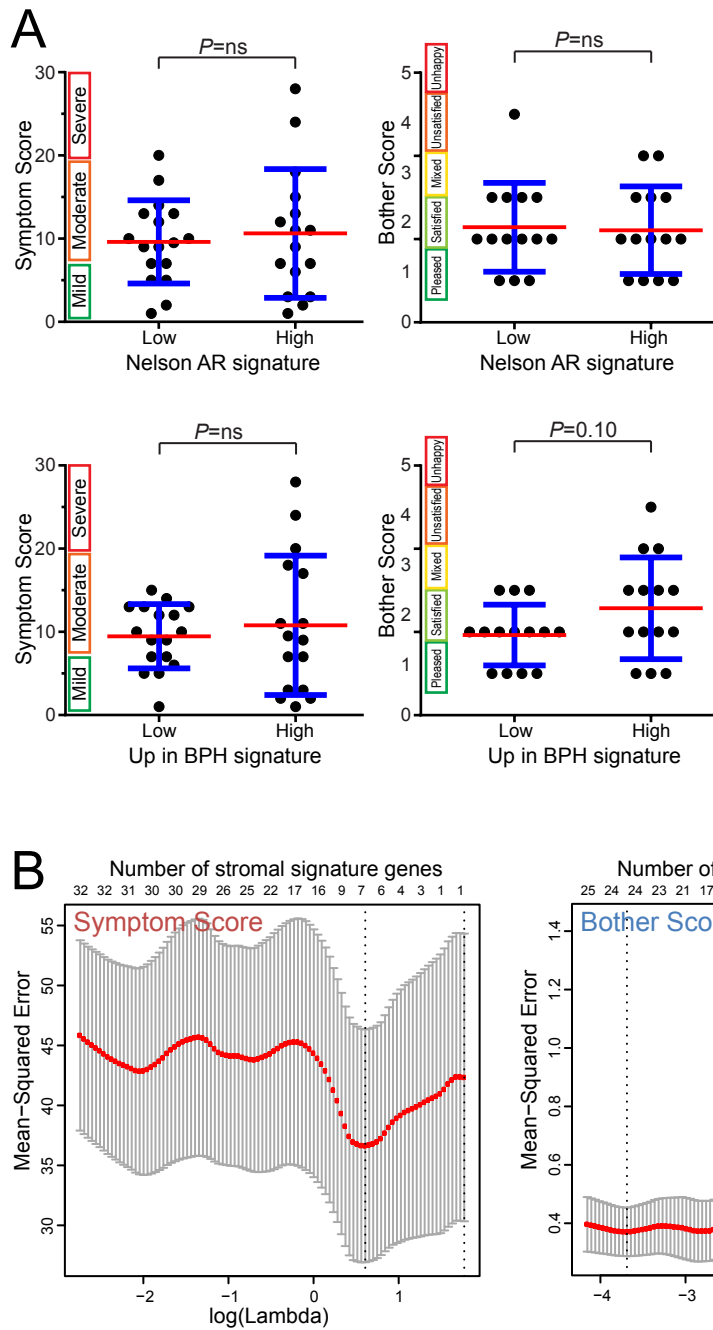 A
P=ns
Symptom Score
30
20
10
0
Severe
Moderate
Mild
Low
High
Nelson AR signature
P=ns
Bother Score
5
4
3
2
1
0
Unhappy
Unsatisfied
Mixed
Satisfied
Pleased
Low
High
Nelson AR signature
P=ns
Symptom Score
30
20
10
0
Severe
Moderate
Mild
Low
High
Up in BPH signature
P=0.10
Bother Score
5
4
3
2
1
0
Unhappy
Unsatisfied
Mixed
Satisfied
Pleased
Low
High
Up in BPH signature
B
Number of stromal signature genes
32 32 31 30 30 29 26 25 22 17 16 9 7 6 4 3 1 1
Symptom Score
Mean−Squared Error
55
50
45
40
35
30
−2 −1 0 1
log(Lambda)
Number of
25 24 24 23 21 17
Bother Sco
Mean−Squared Error
1.4
1.2
1.0
0.8
0.6
0.4
−4 −3